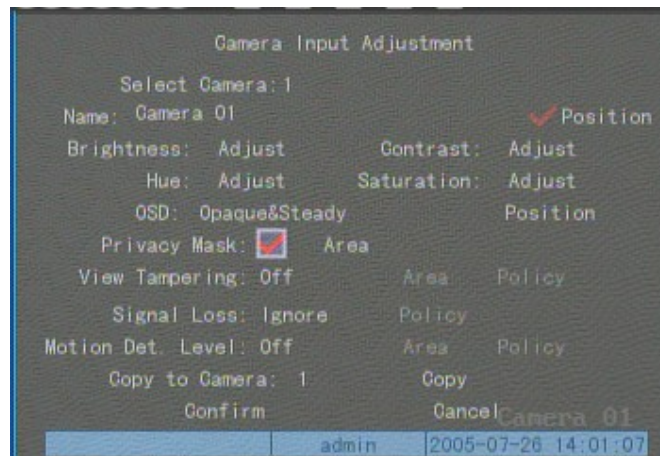 Camera Input Adjustment
Select Camera: 1
Name: Camera 01 Position
Brightness: Adjust Contrast: Adjust
Hue: Adjust Saturation: Adjust
OSD: Opaque&Steady Position
Privacy Mask: Area
View Tampering: Off Area Policy
Signal Loss: Ignore Policy
Motion Det. Level: Off Area Policy
Copy to Camera: 1 Copy
Confirm Cancel
Camera 01
admin 2005-07-26 14:01:07